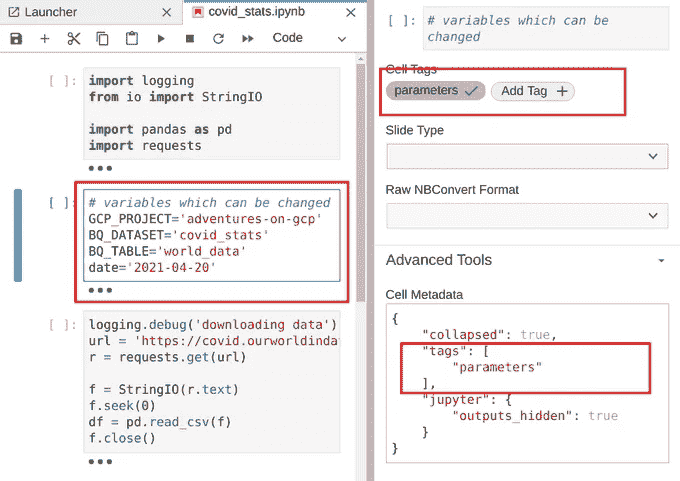 Launcher
covid_stats.ipynb
Code
[ ]:
import logging
from io import StringIO
import pandas as pd
import requests
[ ]:
# variables which can be changed
GCP_PROJECT='adventures-on-gcp'
BQ_DATASET='covid_stats'
BQ_TABLE='world_data'
date='2021-04-20'
[ ]:
logging.debug('downloading data')
url = 'https://covid.ourworldinda
r = requests.get(url)
f = StringIO(r.text)
f.seek(0)
df = pd.read_csv(f)
f.close()
[ ]:
# variables which can be
changed
Cell Tags
parameters
Add Tag
Slide Type
Raw NBConvert Format
Advanced Tools
Cell Metadata
{
"collapsed": true,
"tags": [
"parameters"
],
"jupyter": {
"outputs_hidden": true
}
}